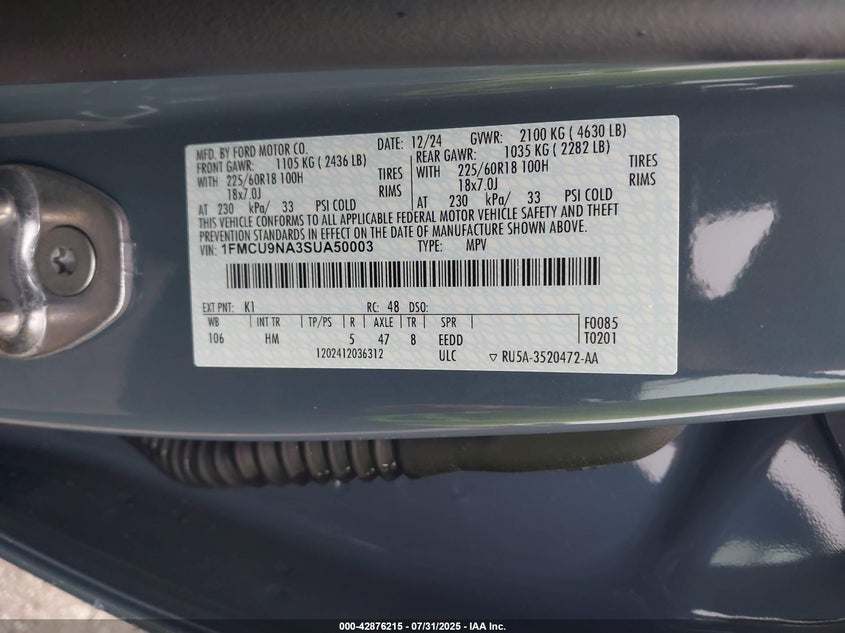 MFD. BY FORD MOTOR CO. DATE: 12/24 GVWR: 2100 KG ( 4630 LB)
FRONT GAWR: 1105 KG ( 2436 LB) REAR GAWR: 1035 KG ( 2282 LB)
WITH 225/60R18 100H TIRES WITH 225/60R18 100H TIRES
18x7.0J RIMS 18x7.0J RIMS
AT 230 kPa/ 33 PSI COLD AT 230 kPa/ 33 PSI COLD
THIS VEHICLE CONFORMS TO ALL APPLICABLE FEDERAL MOTOR VEHICLE SAFETY AND THEFT
PREVENTION STANDARDS IN EFFECT ON THE DATE OF MANUFACTURE SHOWN ABOVE.
VIN: 1FMCU9NA3SUA50003 TYPE: MPV
EXT PNT: K1 RC: 48 DSO:
WB INT TR TP/PS R AXLE TR SPR F0085
106 HM 5 47 8 EEDD T0201
1202412036312 ULC ▽ RU5A-3520472-AA
000-42876215 - 07/31/2025 - IAA Inc.